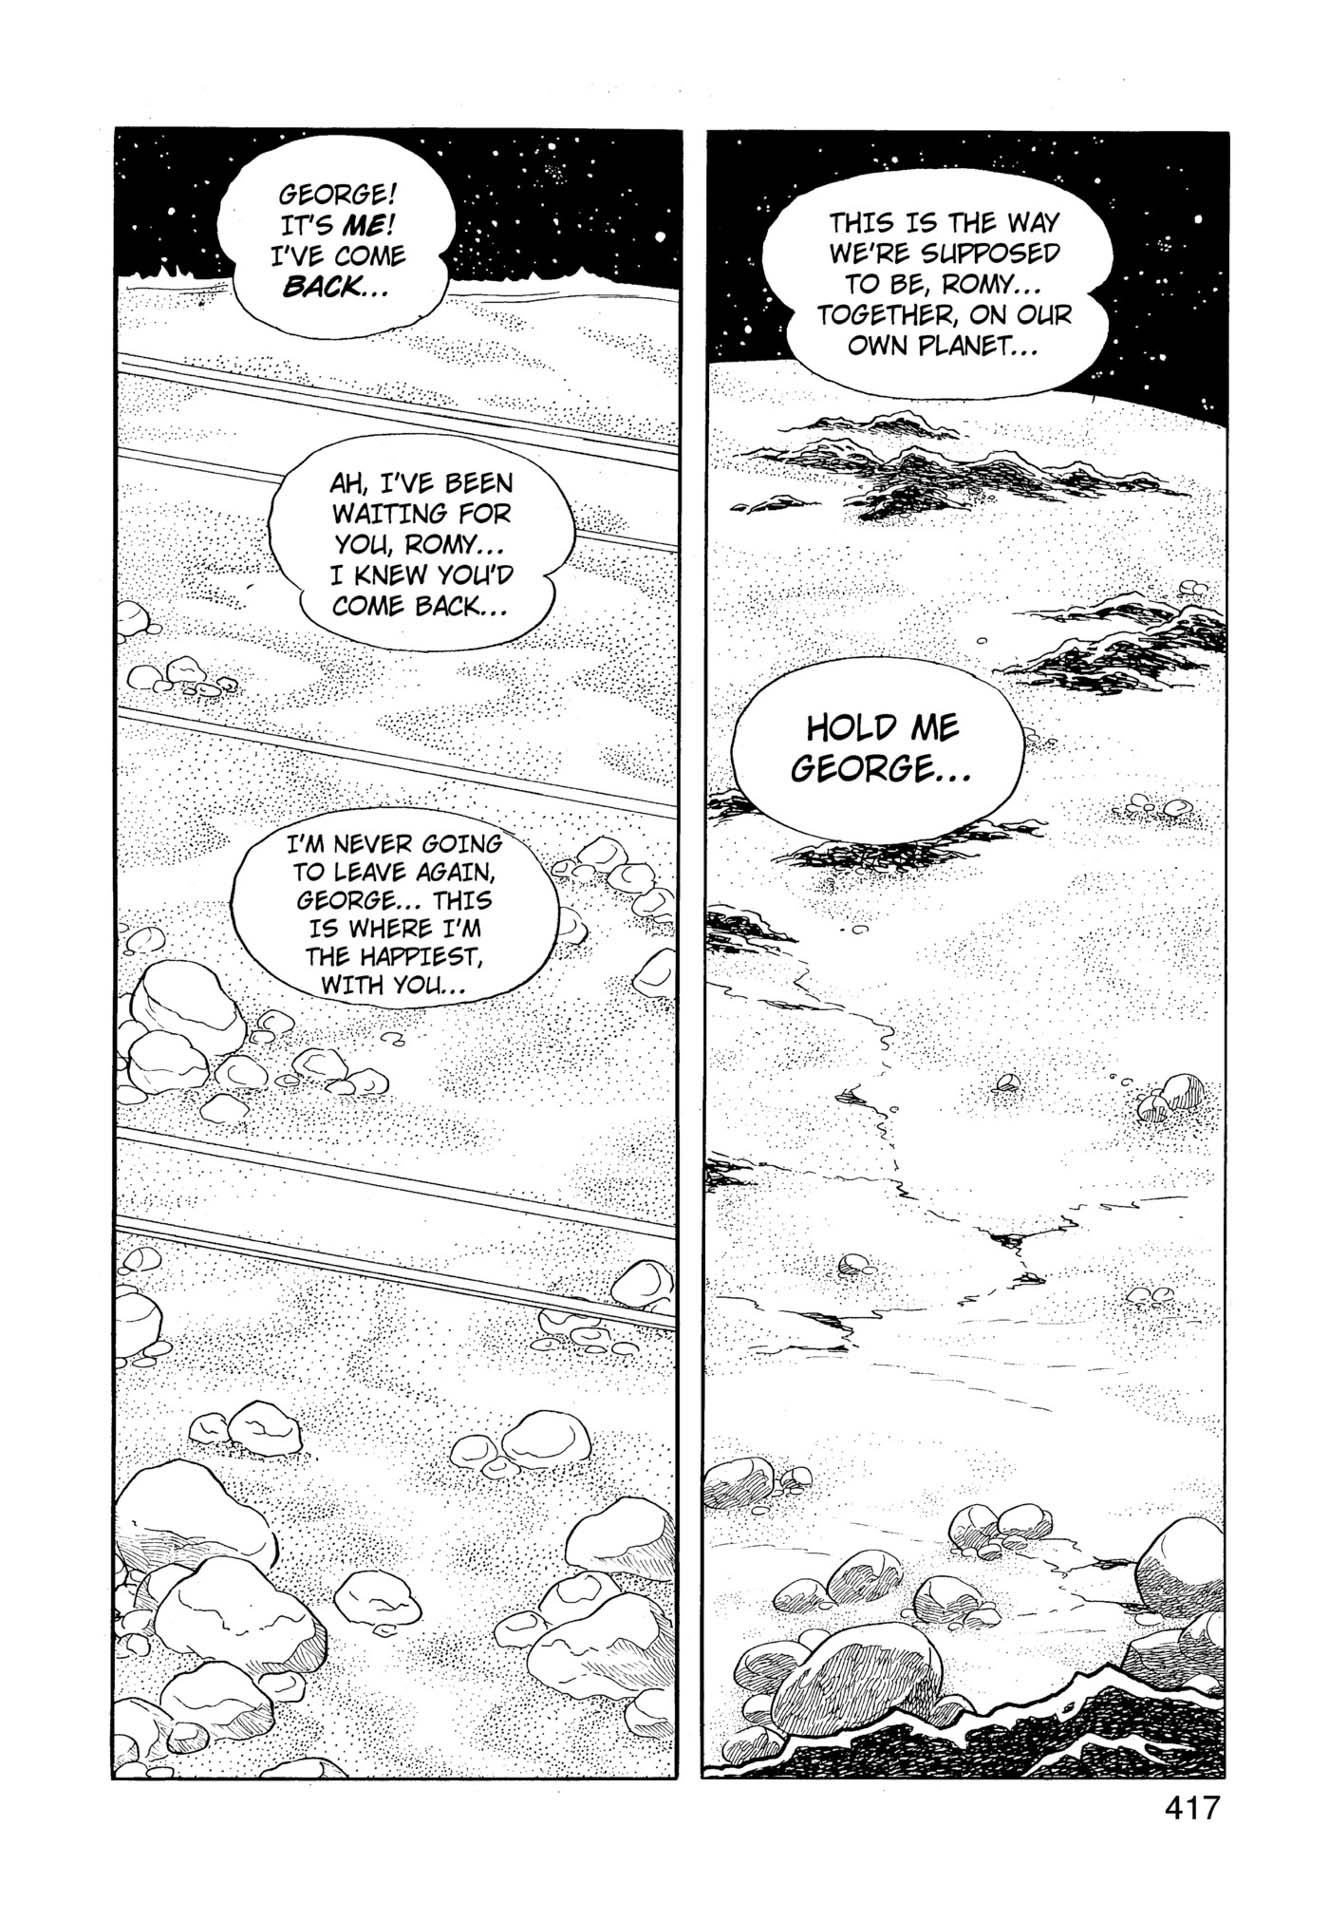 GEORGE!
IT'S ME!
I'VE COME
BACK...
AH, I'VE BEEN
WAITING FOR
YOU, ROMY...
I KNEW YOU'D
COME BACK...
I'M NEVER GOING
TO LEAVE AGAIN,
GEORGE... THIS
IS WHERE I'M
THE HAPPIEST,
WITH YOU...
THIS IS THE WAY
WE'RE SUPPOSED
TO BE, ROMY...
TOGETHER, ON OUR
OWN PLANET...
HOLD ME
GEORGE...
417